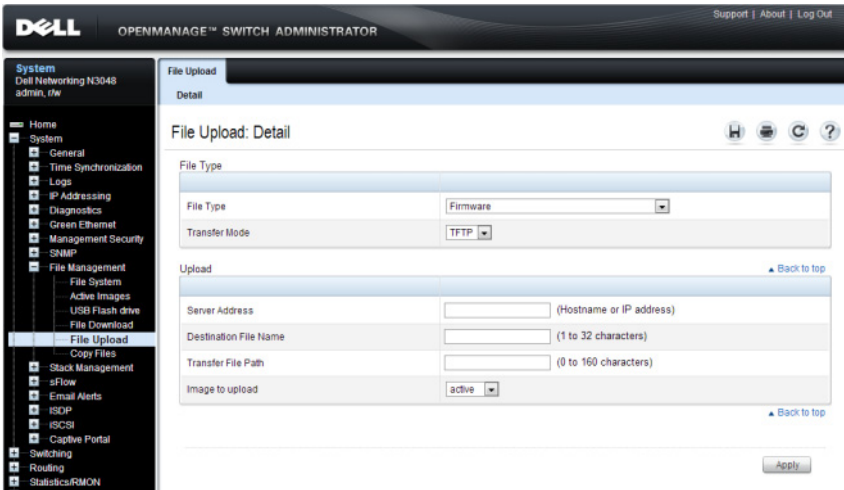 Support | About | Log Out
DELL
OPENMANAGE™ SWITCH ADMINISTRATOR
System
Dell Networking N3048
admin, r/w
Home
System
General
Time Synchronization
Logs
IP Addressing
Diagnostics
Green Ethernet
Management Security
SNMP
File Management
File System
Active Images
USB Flash drive
File Download
File Upload
Copy Files
Stack Management
sFlow
Email Alerts
ISDP
iSCSI
Captive Portal
Switching
Routing
Statistics/RMON
File Upload
Detail
File Upload: Detail
?
File Type
File Type Firmware
Transfer Mode TFTP
Upload Back to top
Server Address (Hostname or IP address)
Destination File Name (1 to 32 characters)
Transfer File Path (0 to 160 characters)
Image to upload active
Back to top
Apply